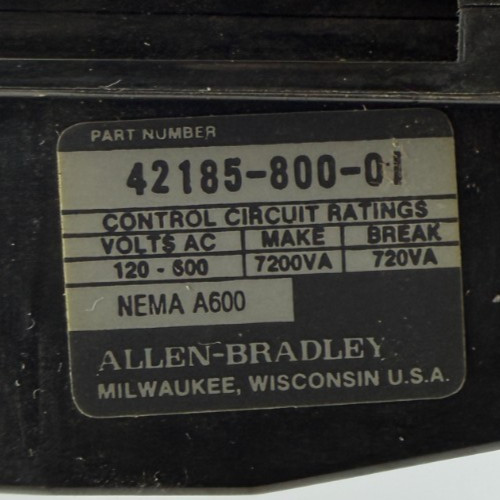 PART NUMBER
42185-800-01
CONTROL CIRCUIT RATINGS
VOLTS AC MAKE BREAK
120 - 600 7200VA 720VA
NEMA A600
ALLEN-BRADLEY
MILWAUKEE, WISCONSIN U.S.A.